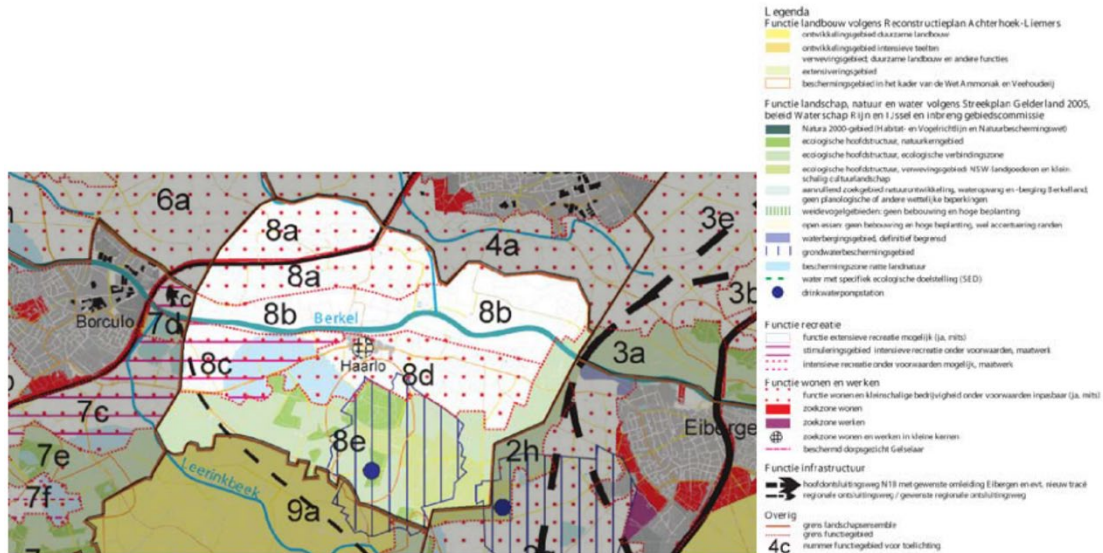 6a
8a
4a
3e
8a
3b
7d
8b
Berkel
8b
Borculo
3a
8c
Haarlo
8d
7c
8e
2h
7e
Leerinkbeek
7f
9a
Legenda
Functie landbouw volgens Reconstructieplan Achterhoek-Liemers
ontwikkelingsgebied duurzame landbouw
ontwikkelingsgebied intensieve teelten
verwevingsgebied; duurzame landbouw en andere functies
extensiveringsgebied
beschermingsgebied in het kader van de Wet Ammoniak en Veehouderij
Functie landschap, natuur en water volgens Streekplan Gelderland 2005,
beleid Waterschap Rijn en IJssel en inbreng gebiedscommissie
Natura 2000-gebied (Habitat- en Vogelrichtlijn en Natuurbeschermingswet)
ecologische hoofdstructuur, natuurkerngebied
ecologische hoofdstructuur, ecologische verbindingszone
ecologische hoofdstructuur, verwevingsgebied: NSW-landgoederen en klein-
schalig cultuurlandschap
aanvullend zoekgebied natuurontwikkeling, wateropvang en -berging Berkelland,
geen planologische of andere wettelijke beperkingen
weidevogelgebieden: geen bebouwing en hoge beplanting
open essen: geen bebouwing en hoge beplanting, wel accentuering randen
waterbergingsgebied, definitief begrensd
grondwaterbeschermingsgebied
beschermingszone natte landnatuur
water met specifiek ecologische doelstelling (SED)
drinkwaterpompstation
Functie recreatie
functie extensieve recreatie mogelijk (ja, mits)
stimuleringsgebied intensieve recreatie onder voorwaarden, maatwerk
intensieve recreatie onder voorwaarden mogelijk, maatwerk
Functie wonen en werken
functie wonen en kleinschalige bedrijvigheid onder voorwaarden inpasbaar (ja, mits)
zoekzone wonen
zoekzone werken
zoekzone wonen en werken in kleine kernen
beschermd dorpsgezicht Gelselaar
Functie infrastructuur
hoofdontsluitingsweg N18 met gewenste omleiding Eibergen en evt. nieuw tracé
regionale ontsluitingsweg / gewenste regionale ontsluitingsweg
Overig
grens landschapsensemble
grens functiegebied
4c nummer functiegebied voor toelichting